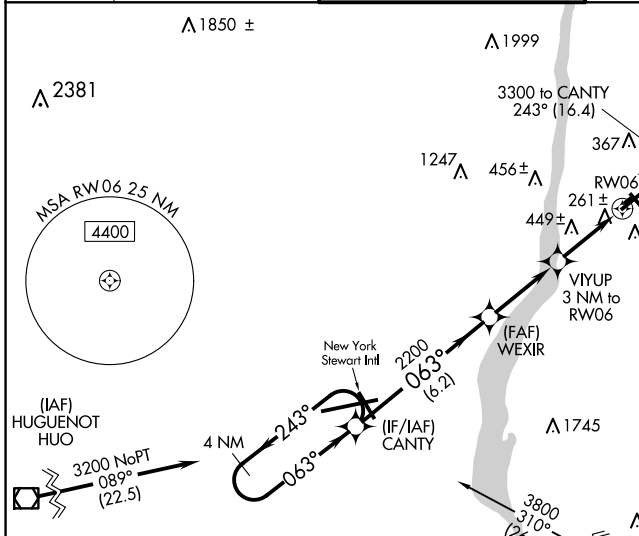 1850 ±
1999
2381
3300 to CANTY
243° (16.4)
367
1247
456±
RW06
MSA RW 06 25 NM
4400
449±
261±
VIYUP
3 NM to
RW06
New York
Stewart Intl
2200
063°
(6.2)
(FAF)
WEXIR
(IAF)
HUGUENOT
HUO
4 NM
243°
063°
(IF/IAF)
CANTY
1745
3200 NoPT
089°
(22.5)
3800
310°